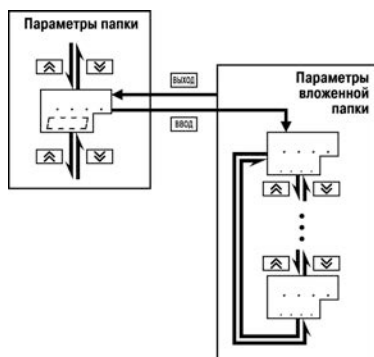 Параметры папки
ВЫХОД
ВВОД
Параметры
вложенной
папки